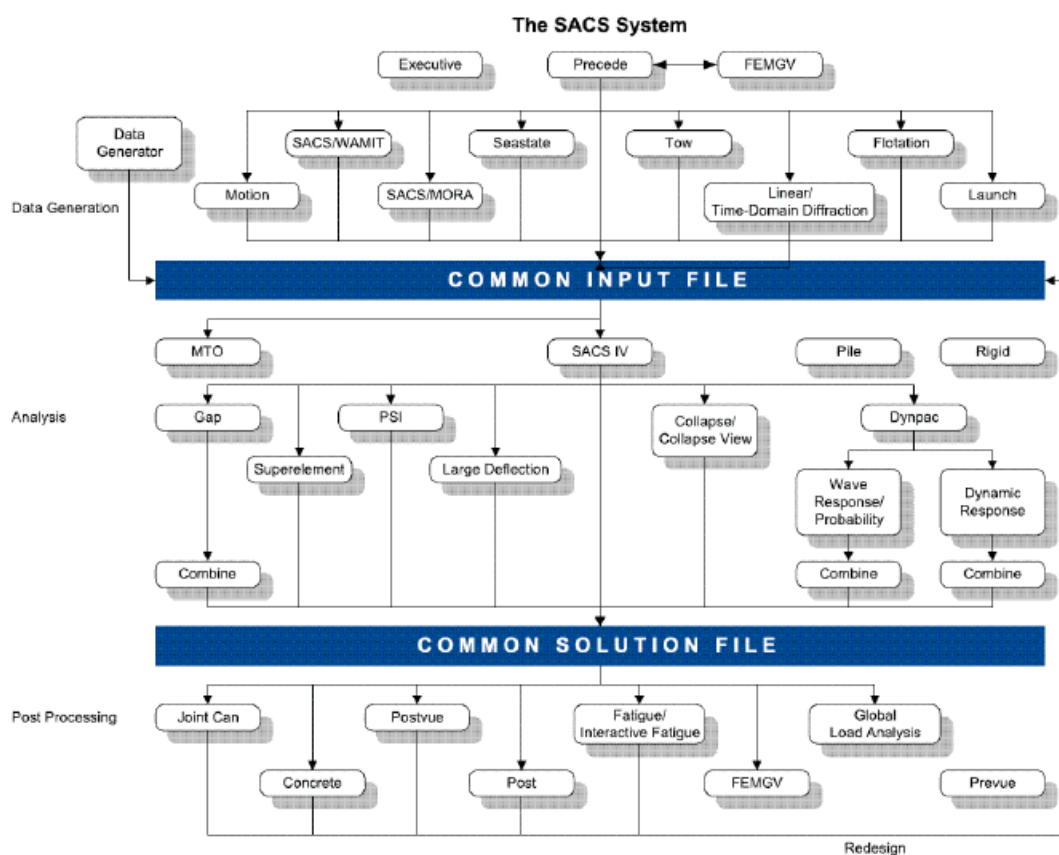 The SACS System
Executive
Precede
FEMGV
Data
Generator
SACS/WAMIT
Seastate
Tow
Flotation
Motion
SACS/MORA
Linear/
Time-Domain Diffraction
Launch
Data Generation
COMMON INPUT FILE
MTO
SACS IV
Pile
Rigid
Analysis
Gap
PSI
Collapse/
Collapse View
Dynpac
Superelement
Large Deflection
Wave
Response/
Probability
Dynamic
Response
Combine
Combine
Combine
COMMON SOLUTION FILE
Post Processing
Joint Can
Postvue
Fatigue/
Interactive Fatigue
Global
Load Analysis
Concrete
Post
FEMGV
Prevue
Redesign